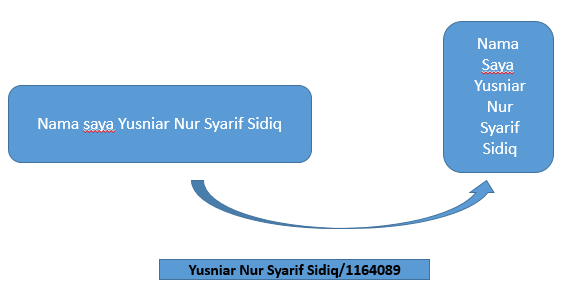 Nama saya Yusniar Nur Syarif Sidiq
Nama
Saya
Yusniar
Nur
Syarif
Sidiq
Yusniar Nur Syarif Sidiq/1164089